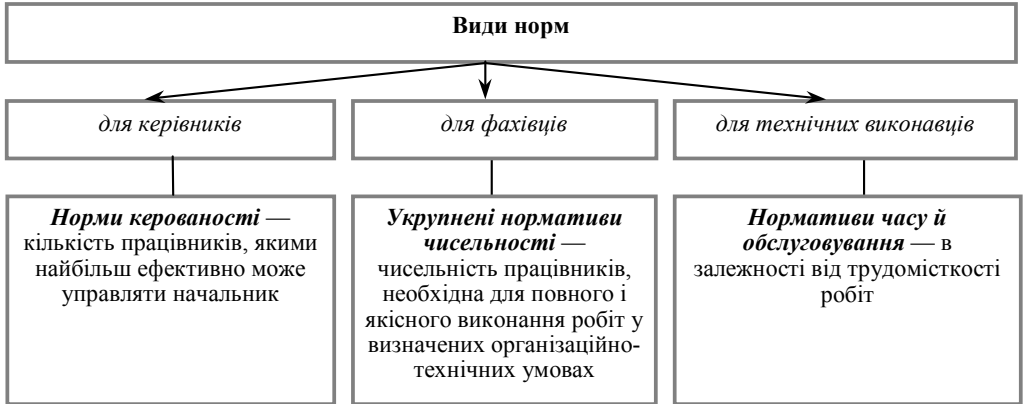 Види норм
для керівників
для фахівців
для технічних виконавців
Норми керованості —
кількість працівників, якими
найбільш ефективно може
управляти начальник
Укрупнені нормативи
чисельності —
чисельність працівників,
необхідна для повного і
якісного виконання робіт у
визначених організаційно-
технічних умовах
Нормативи часу й
обслуговування — в
залежності від трудомісткості
робіт